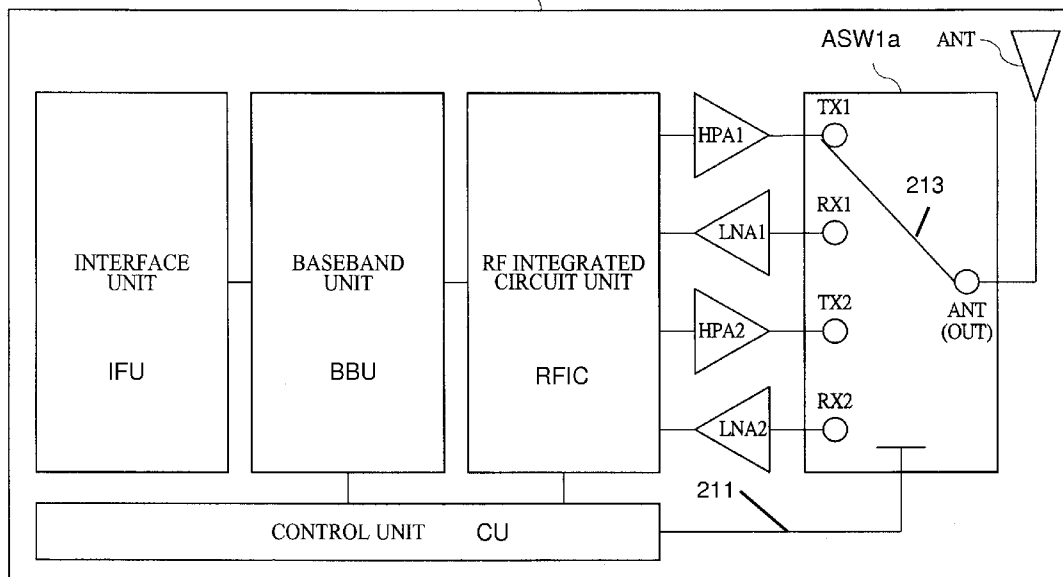 ASW1a
ANT
TX1
HPA1
213
RX1
LNA1
INTERFACE
UNIT
BASEBAND
UNIT
RF INTEGRATED
CIRCUIT UNIT
TX2
ANT
(OUT)
HPA2
IFU
BBU
RFIC
RX2
LNA2
211
CONTROL UNIT CU